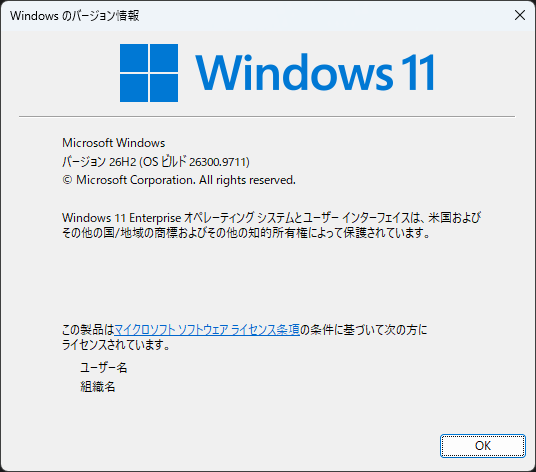 Windows のバージョン情報
Windows 11
Microsoft Windows
バージョン 26H2 (OS ビルド 26300.9711)
© Microsoft Corporation. All rights reserved.
Windows 11 Enterprise オペレーティング システムとユーザー インターフェイスは、米国および
その他の国/地域の商標およびその他の知的所有権によって保護されています。
この製品はマイクロソフト ソフトウェア ライセンス条項の条件に基づいて次の方に
ライセンスされています。
ユーザー名
組織名
OK